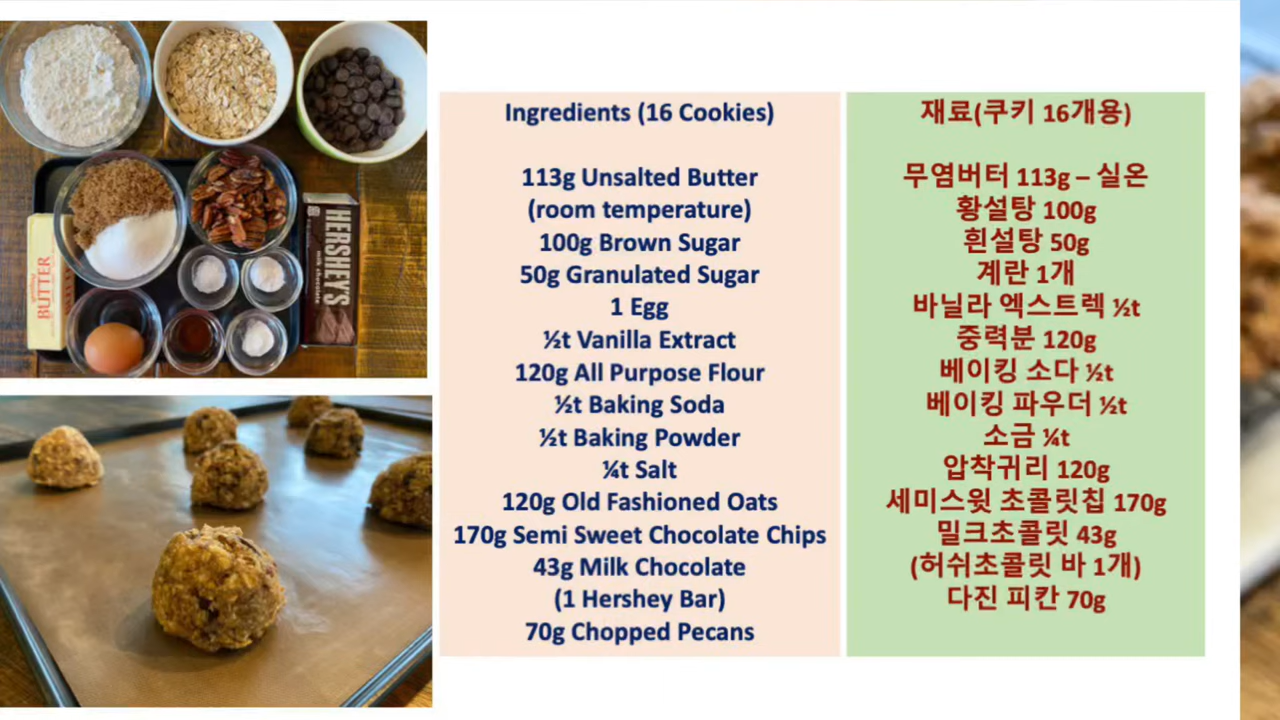 BUTTER
HERSHEY'S
milk chocolate
Ingredients (16 Cookies)
113g Unsalted Butter
(room temperature)
100g Brown Sugar
50g Granulated Sugar
1 Egg
½t Vanilla Extract
120g All Purpose Flour
½t Baking Soda
½t Baking Powder
¼t Salt
120g Old Fashioned Oats
170g Semi Sweet Chocolate Chips
43g Milk Chocolate
(1 Hershey Bar)
70g Chopped Pecans
재료(쿠키 16개용)
무염버터 113g – 실온
황설탕 100g
흰설탕 50g
계란 1개
바닐라 엑스트렉 ½t
중력분 120g
베이킹 소다 ½t
베이킹 파우더 ½t
소금 ¼t
압착귀리 120g
세미스윗 초콜릿칩 170g
밀크초콜릿 43g
(허쉬초콜릿 바 1개)
다진 피칸 70g